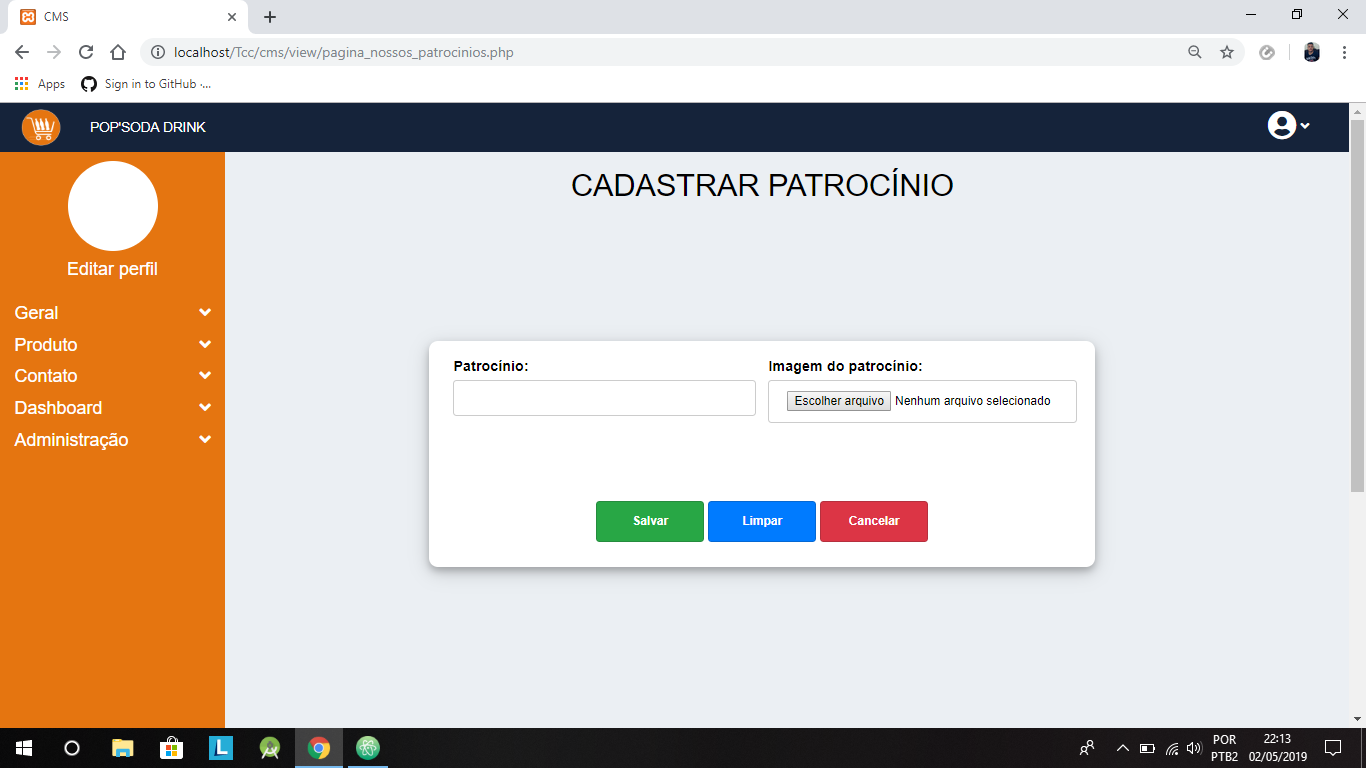 CMS
localhost/Tcc/cms/view/pagina_nossos_patrocinios.php
Apps Sign in to GitHub ·...
POP'SODA DRINK
CADASTRAR PATROCÍNIO
Editar perfil
Geral
Produto
Contato
Dashboard
Administração
Patrocínio: Imagem do patrocínio:
Escolher arquivo Nenhum arquivo selecionado
Salvar Limpar Cancelar
L
POR 22:13
PTB2 02/05/2019